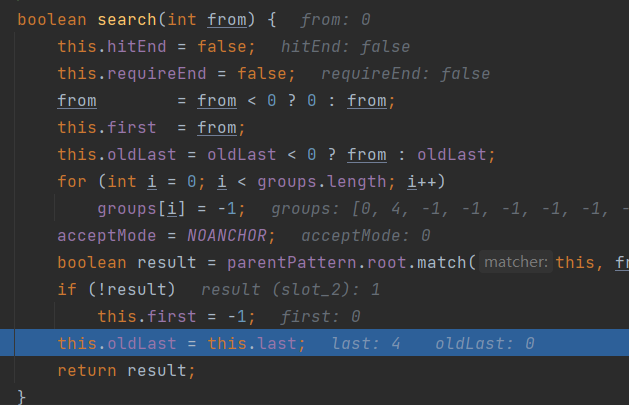 boolean search(int from) {  from: 0
    this.hitEnd = false;  hitEnd: false
    this.requireEnd = false;  requireEnd: false
    from        = from < 0 ? 0 : from;
    this.first  = from;
    this.oldLast = oldLast < 0 ? from : oldLast;
    for (int i = 0; i < groups.length; i++)
        groups[i] = -1;  groups: [0, 4, -1, -1, -1, -1, -1, -
    acceptMode = NOANCHOR;  acceptMode: 0
    boolean result = parentPattern.root.match( matcher: this, fr
    if (!result)  result (slot_2): 1
        this.first = -1;  first: 0
    this.oldLast = this.last;  last: 4  oldLast: 0
    return result;
}